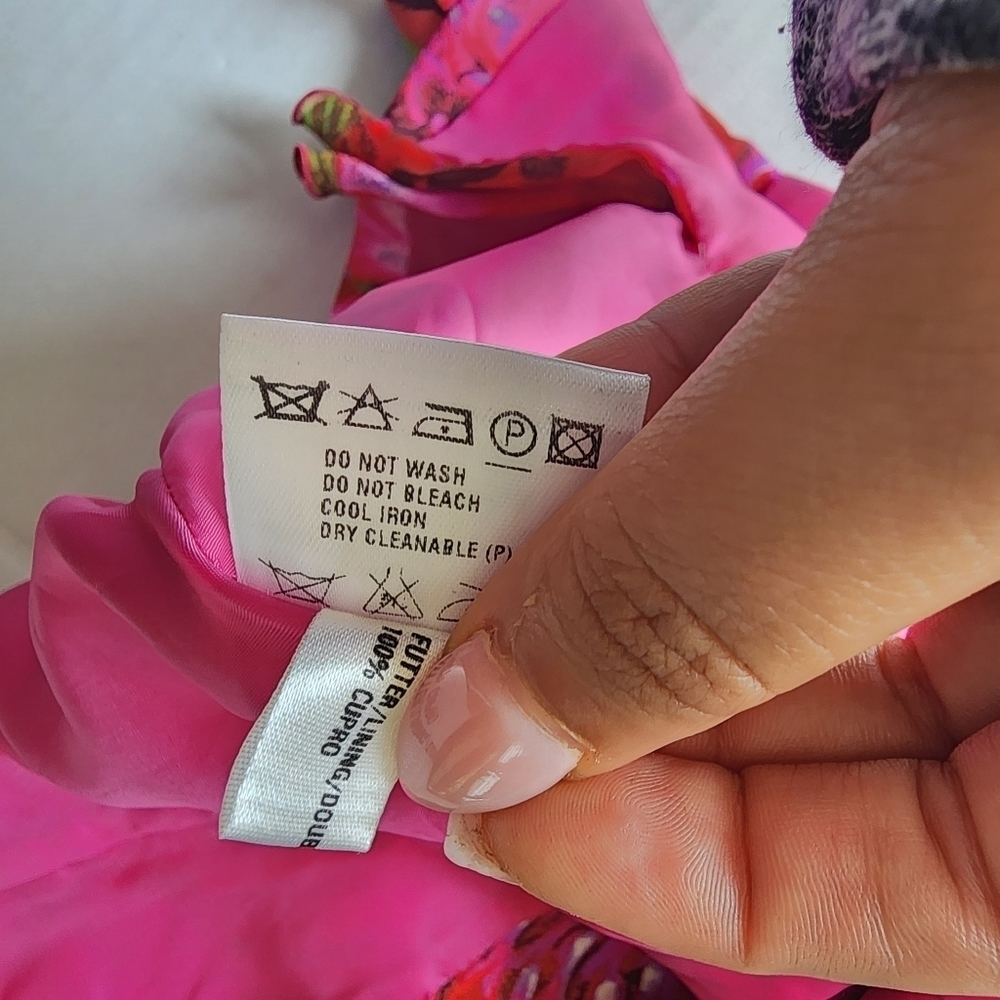 P
DO NOT WASH
DO NOT BLEACH
COOL IRON
DRY CLEANABLE (P)
FUTTER/LINING/DOUB
100% CUPRO